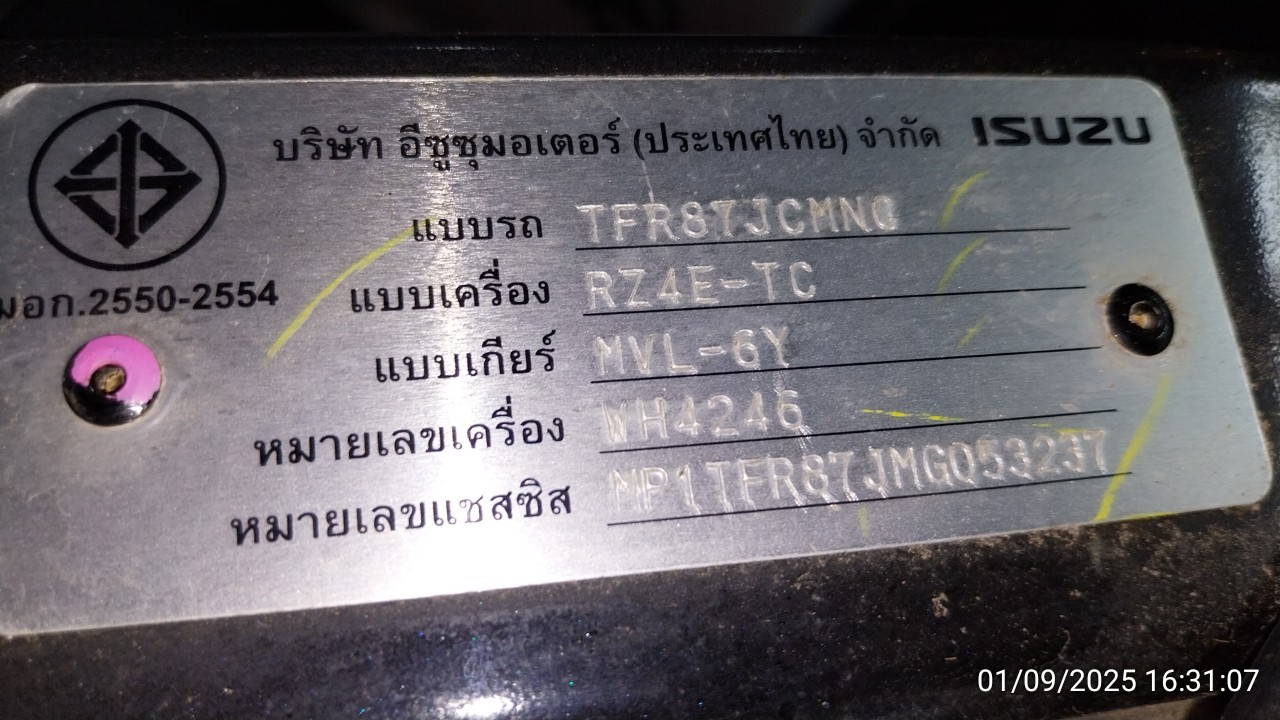 บริษัท อีซูซุมอเตอร์ (ประเทศไทย) จำกัด ISUZU
แบบรถ TFR87JCMNC
มอก.2550-2554
แบบเครื่อง RZ4E-TC
แบบเกียร์ MVL-6Y
หมายเลขเครื่อง WH4246
หมายเลขแชสซิส MP1TFR87JMG053237
01/09/2025 16:31:07